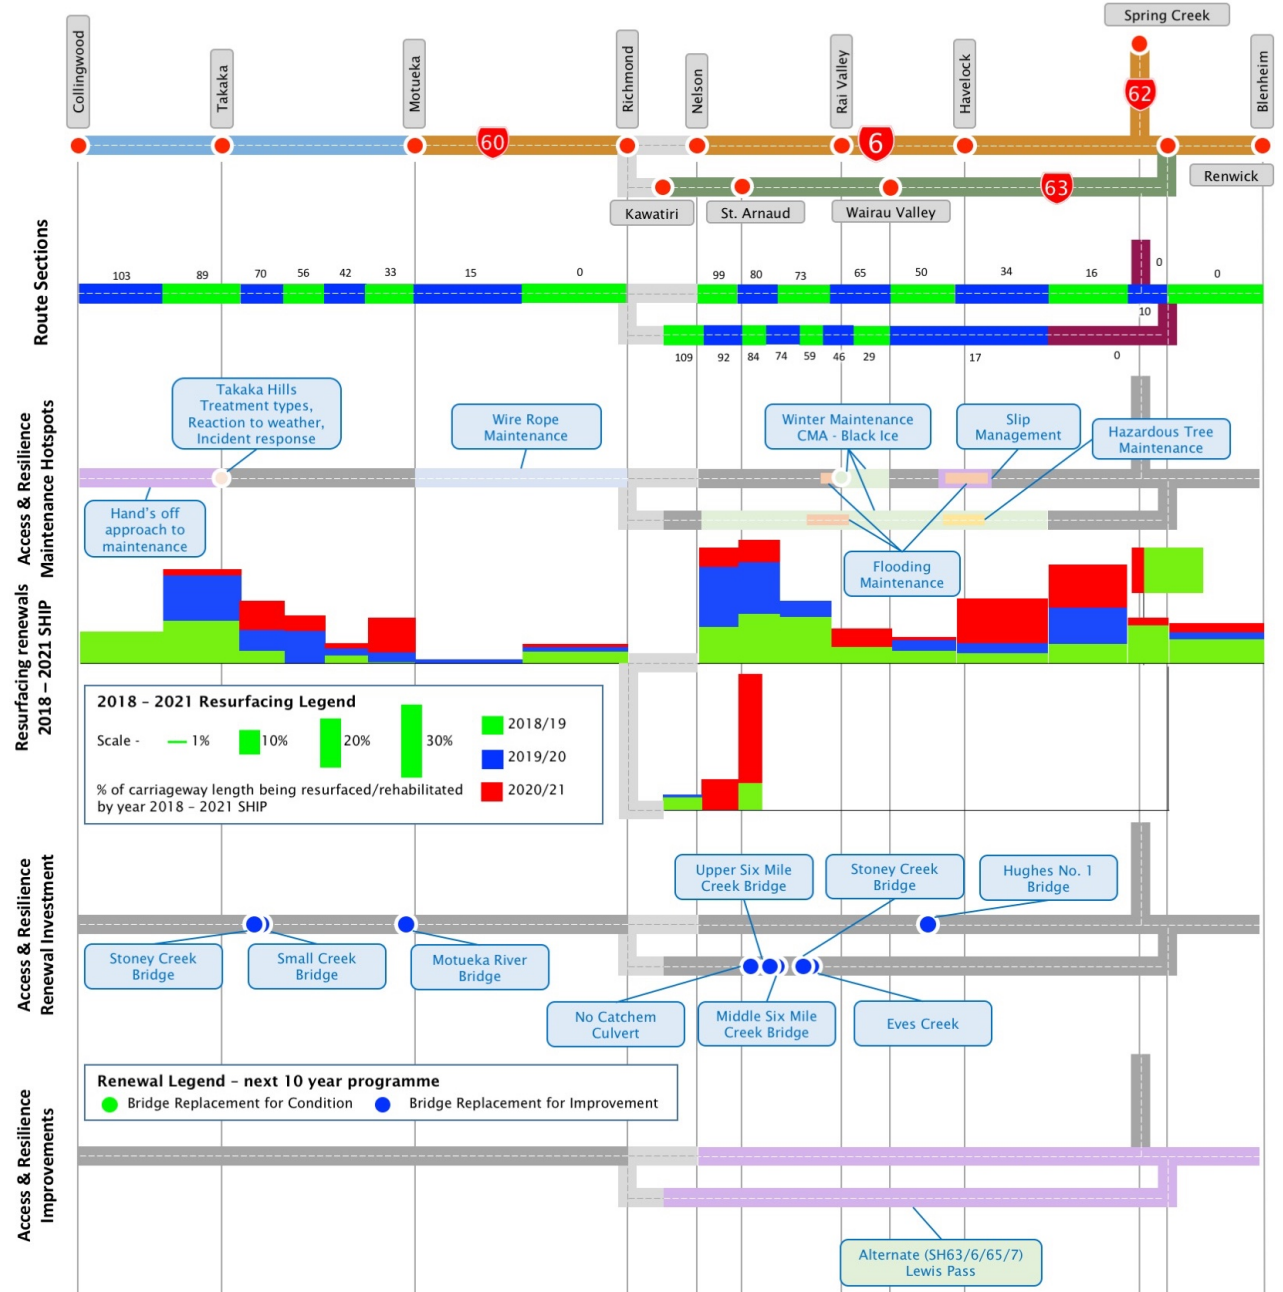 Spring Creek
Collingwood
Takaka
Motueka
Richmond
Nelson
Rai Valley
Havelock
Blenheim
62
60
6
63
Renwick
Kawatiri
St. Arnaud
Wairau Valley
Route Sections
103
89
70
56
42
33
15
0
99
80
73
65
50
34
16
0
0
10
109
92
84
74
59
46
29
17
0
Access & Resilience
Maintenance Hotspots
Takaka Hills
Treatment types,
Reaction to weather,
Incident response
Wire Rope
Maintenance
Winter Maintenance
CMA - Black Ice
Slip
Management
Hazardous Tree
Maintenance
Hand's off
approach to
maintenance
Flooding
Maintenance
Resurfacing renewals
2018 – 2021 SHIP
2018 – 2021 Resurfacing Legend
Scale -
1%
10%
20%
30%
2018/19
2019/20
2020/21
% of carriageway length being resurfaced/rehabilitated
by year 2018 – 2021 SHIP
Access & Resilience
Renewal Investment
Upper Six Mile
Creek Bridge
Stoney Creek
Bridge
Hughes No. 1
Bridge
Stoney Creek
Bridge
Small Creek
Bridge
Motueka River
Bridge
No Catchem
Culvert
Middle Six Mile
Creek Bridge
Eves Creek
Renewal Legend – next 10 year programme
Bridge Replacement for Condition
Bridge Replacement for Improvement
Access & Resilience
Improvements
Alternate (SH63/6/65/7)
Lewis Pass